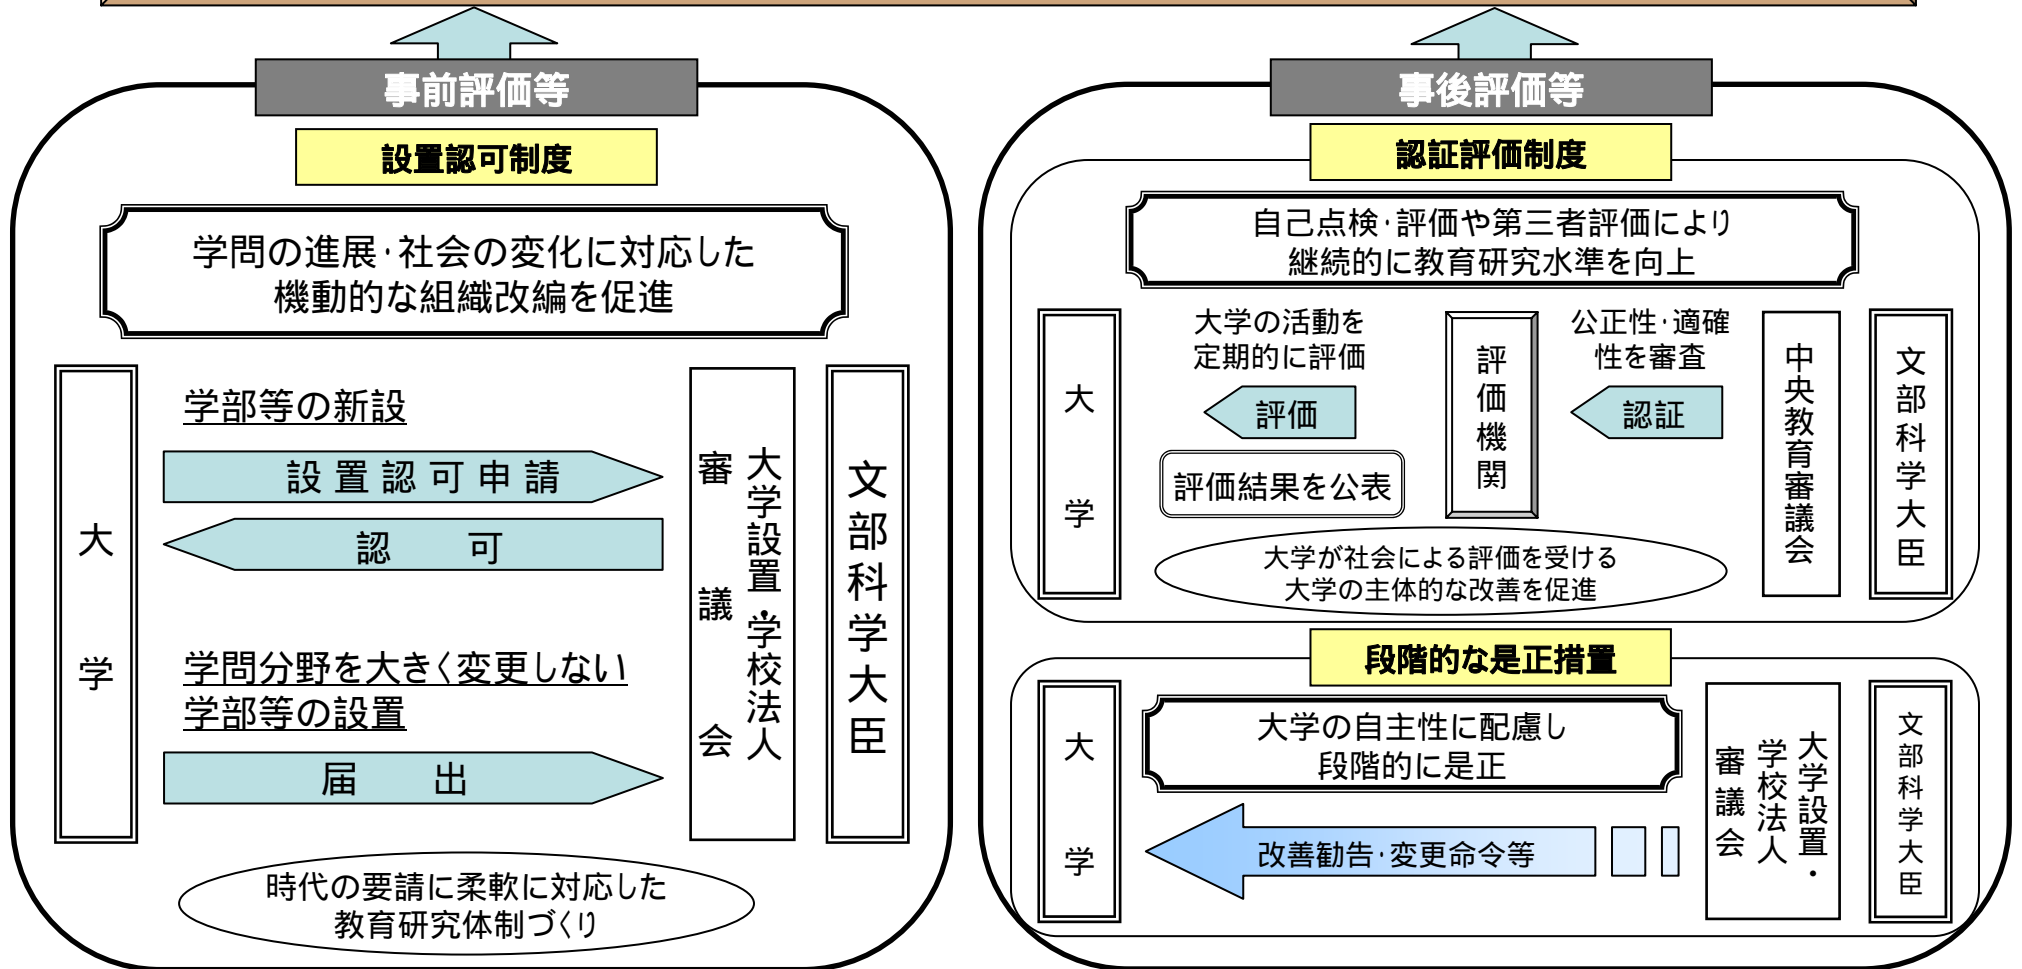 事前評価等
設置認可制度
学問の進展・社会の変化に対応した
機動的な組織改編を促進
大学
学部等の新設
設置認可申請
認可
学問分野を大きく変更しない
学部等の設置
届出
大学設置・学校法人
審議会
文部科学大臣
時代の要請に柔軟に対応した
教育研究体制づくり
事後評価等
認証評価制度
自己点検・評価や第三者評価により
継続的に教育研究水準を向上
大学
大学の活動を
定期的に評価
評価
評価結果を公表
評価機関
公正性・適確
性を審査
認証
中央教育審議会
文部科学大臣
大学が社会による評価を受ける
大学の主体的な改善を促進
段階的な是正措置
大学
大学の自主性に配慮し
段階的に是正
改善勧告・変更命令等
大学設置・
学校法人
審議会
文部科学大臣